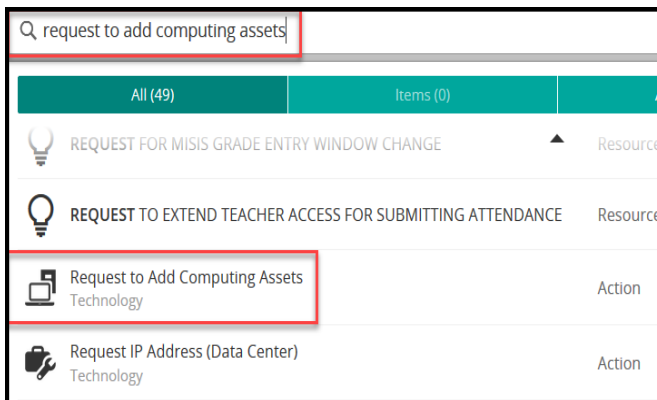 request to add computing assets
All (49) Items (0)
REQUEST FOR MISIS GRADE ENTRY WINDOW CHANGE Resource
REQUEST TO EXTEND TEACHER ACCESS FOR SUBMITTING ATTENDANCE Resource
Request to Add Computing Assets
Technology
Action
Request IP Address (Data Center)
Technology
Action